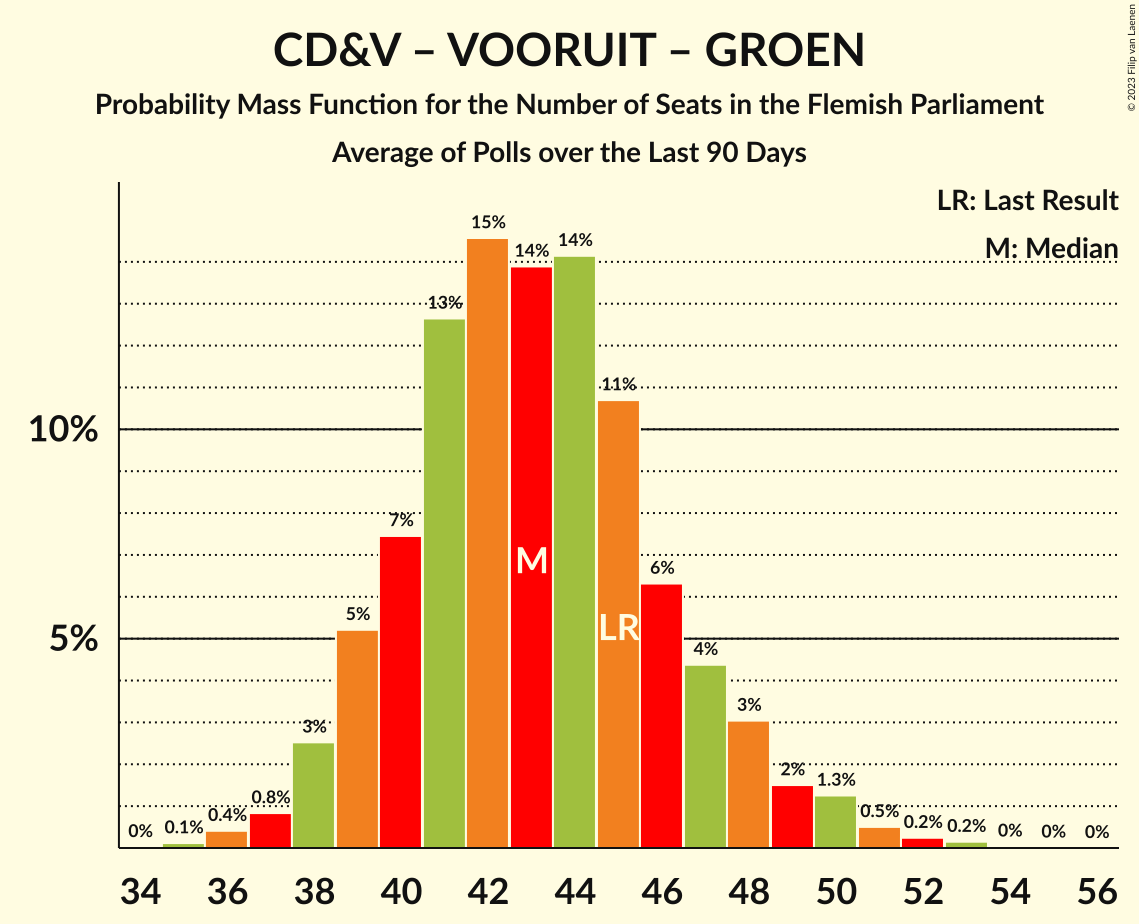 CD&V – VOORUIT – GROEN
Probability Mass Function for the Number of Seats in the Flemish Parliament
Average of Polls over the Last 90 Days
© 2023 Filip van Laenen
LR: Last Result
M: Median
10%
5%
0%
0.1%
0.4%
0.8%
3%
5%
7%
13%
15%
14%
14%
11%
6%
4%
3%
2%
1.3%
0.5%
0.2%
0.2%
0%
0%
0%
M
LR
34 36 38 40 42 44 46 48 50 52 54 56